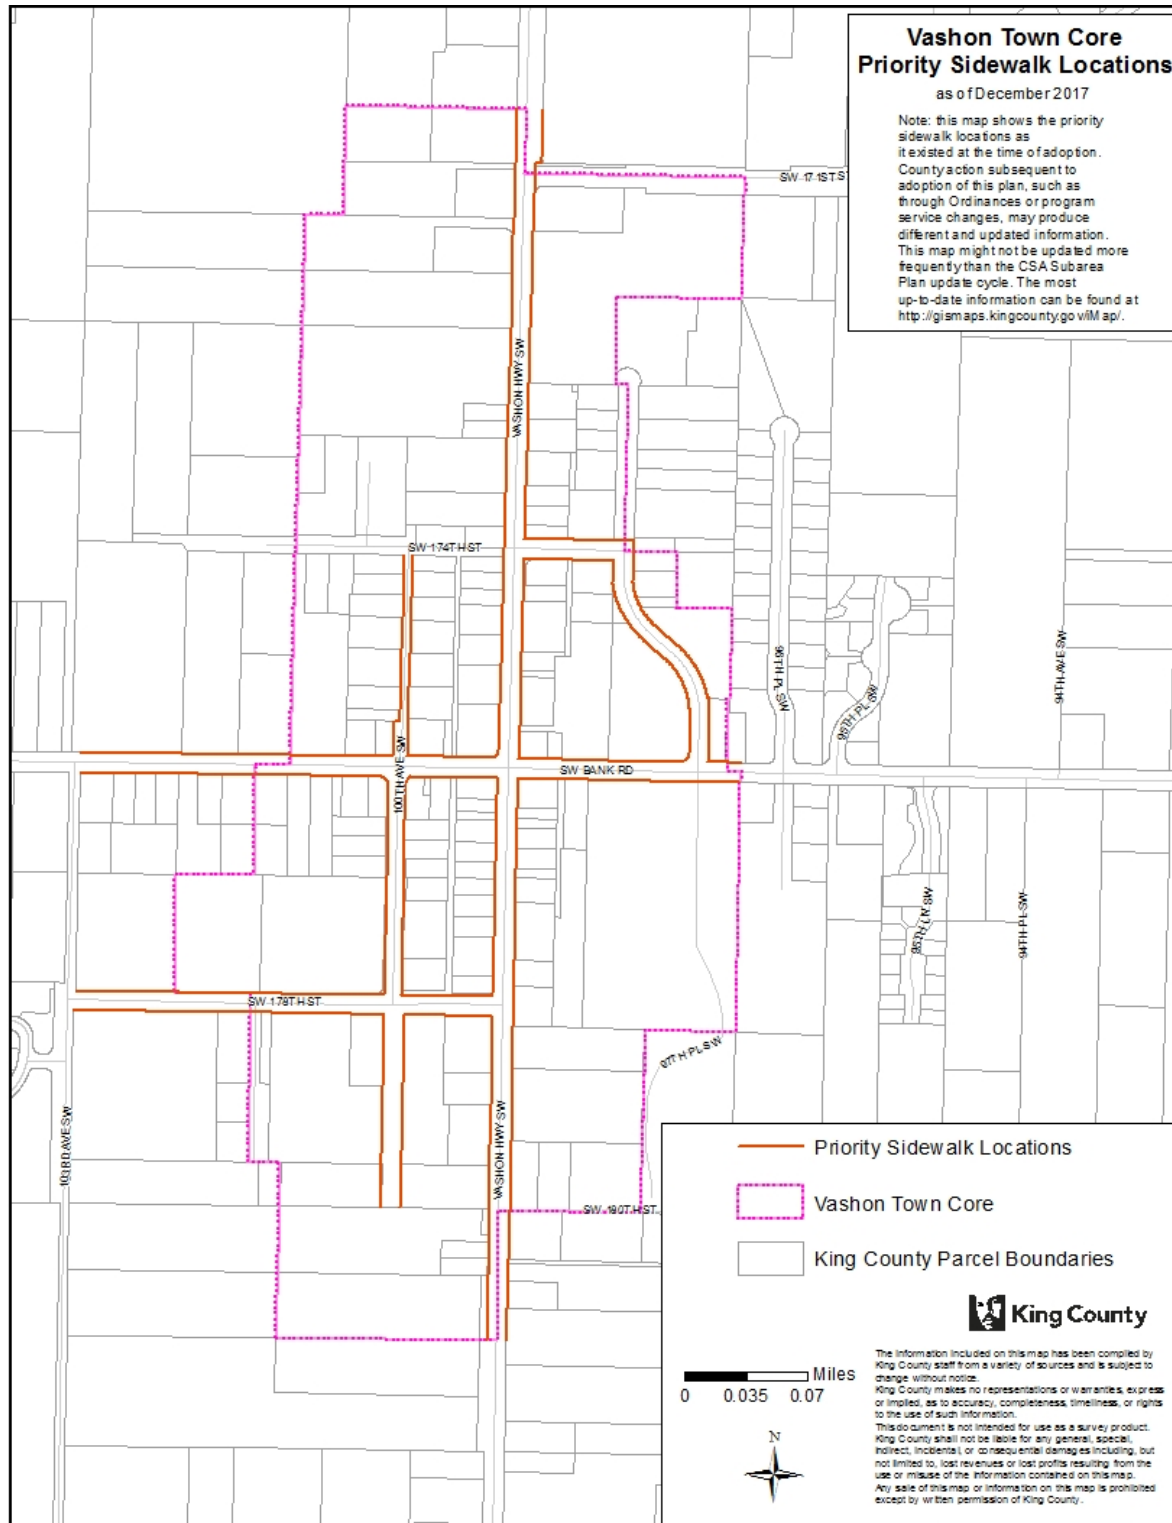 Vashon Town Core
Priority Sidewalk Locations
as of December 2017
Note: this map shows the priority
sidewalk locations as
it existed at the time of adoption.
County action subsequent to
adoption of this plan, such as
through Ordinances or program
service changes, may produce
different and updated information.
This map might not be updated more
frequently than the CSA Subarea
Plan update cycle. The most
up-to-date information can be found at
http://gismaps.kingcounty.gov/iMap/.
SW 171ST ST
VASHON HWY SW
SW 174TH ST
96TH PL SW
95TH PL SW
94TH AVE SW
SW BANK RD
100TH AVE SW
95TH LN SW
94TH PL SW
SW 178TH ST
97TH PL SW
103RD AVE SW
VASHON HWY SW
SW 180TH ST
Priority Sidewalk Locations
Vashon Town Core
King County Parcel Boundaries
King County
Miles
0 0.035 0.07
N
The information included on this map has been compiled by
King County staff from a variety of sources and is subject to
change without notice.
King County makes no representations or warranties, express
or implied, as to accuracy, completeness, timeliness, or rights
to the use of such information.
This document is not intended for use as a survey product.
King County shall not be liable for any general, special,
indirect, incidental, or consequential damages including, but
not limited to, lost revenues or lost profits resulting from the
use or misuse of the information contained on this map.
Any sale of this map or information on this map is prohibited
except by written permission of King County.